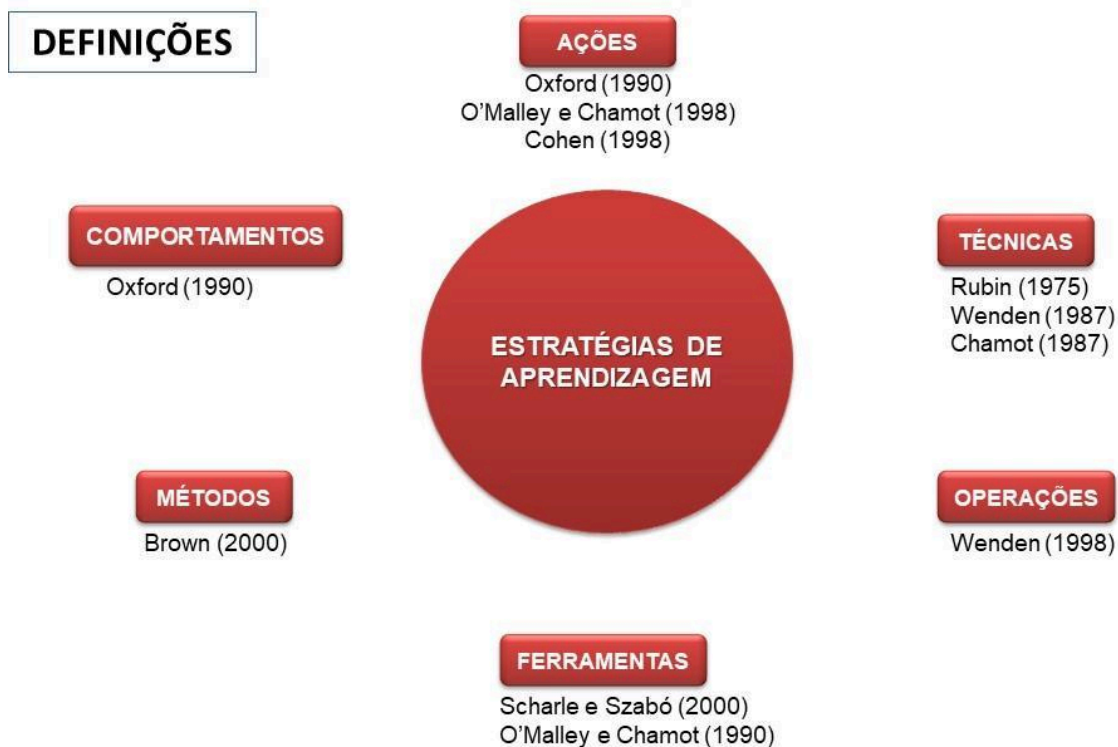 DEFINIÇÕES
AÇÕES
Oxford (1990)
O'Malley e Chamot (1998)
Cohen (1998)
COMPORTAMENTOS
Oxford (1990)
TÉCNICAS
Rubin (1975)
Wenden (1987)
Chamot (1987)
ESTRATÉGIAS DE
APRENDIZAGEM
MÉTODOS
Brown (2000)
OPERAÇÕES
Wenden (1998)
FERRAMENTAS
Scharle e Szabó (2000)
O'Malley e Chamot (1990)